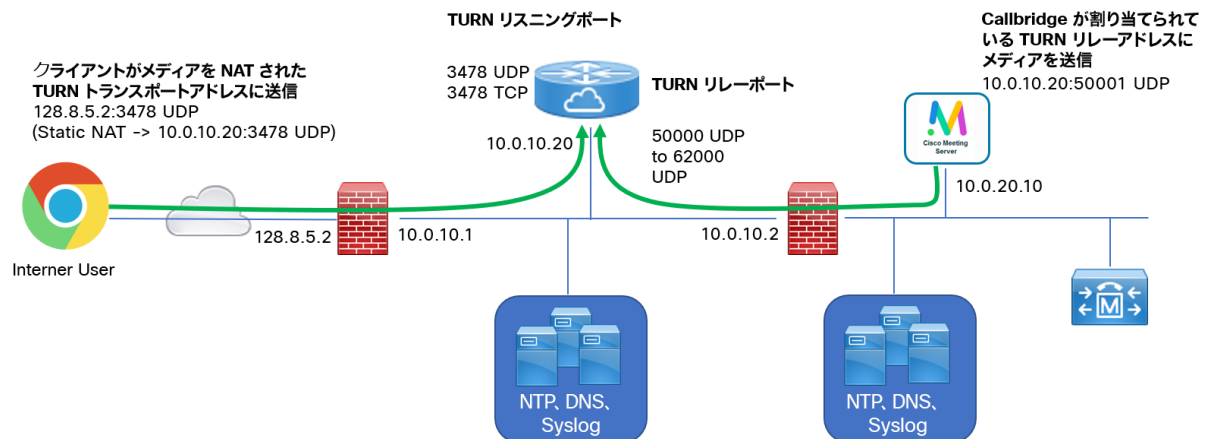 TURN リスニングポート
3478 UDP
3478 TCP
Callbridge が割り当てられて
いる TURN リレーアドレスに
メディアを送信
10.0.10.20:50001 UDP
クライアントがメディアを NAT された
TURN トランスポートアドレスに送信
128.8.5.2:3478 UDP
(Static NAT -> 10.0.10.20:3478 UDP)
TURN リレーポート
50000 UDP
to 62000
UDP
10.0.10.20
Cisco Meeting
Server
10.0.20.10
128.8.5.2
10.0.10.1
10.0.10.2
Interner User
M
NTP、DNS、
Syslog
NTP、DNS、
Syslog